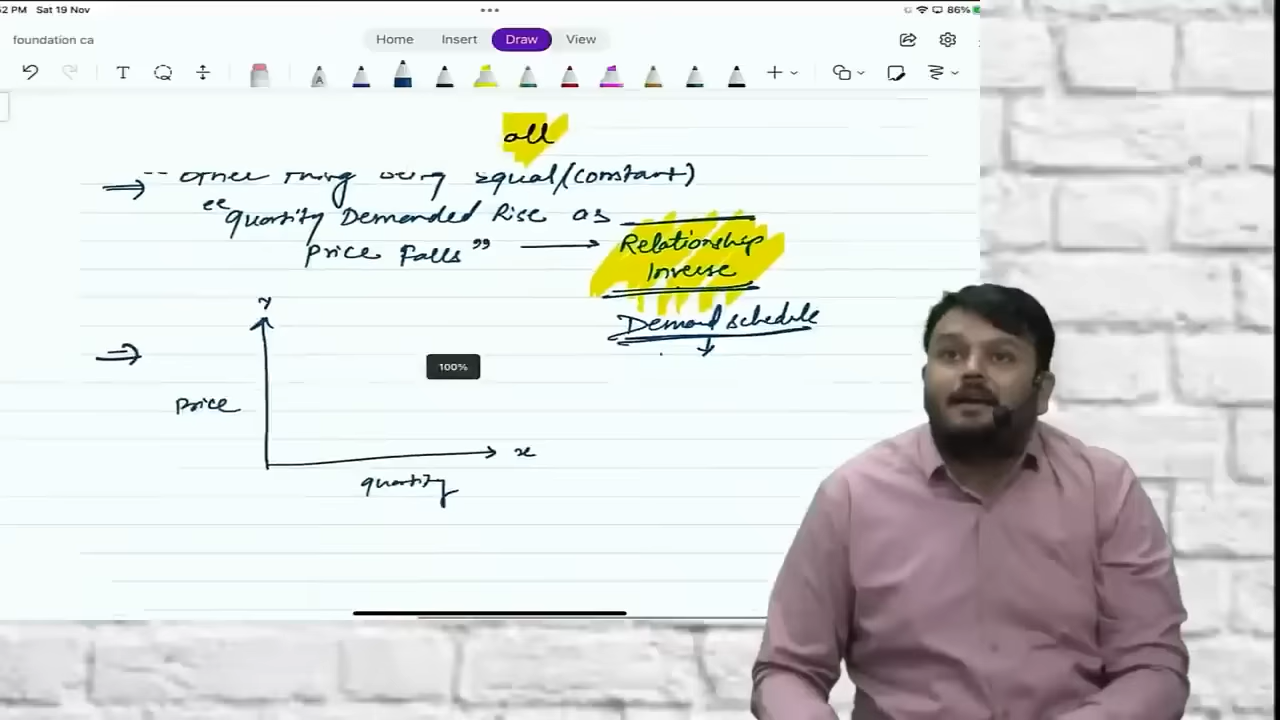 2 PM Sat 19 Nov
86%
foundation ca
Home Insert Draw View
all
Other thing being equal/(constant)
"Quantity Demanded Rise as
Price Falls" → Relationship
Inverse
Demand schedule
y
100%
Price
x
quantity